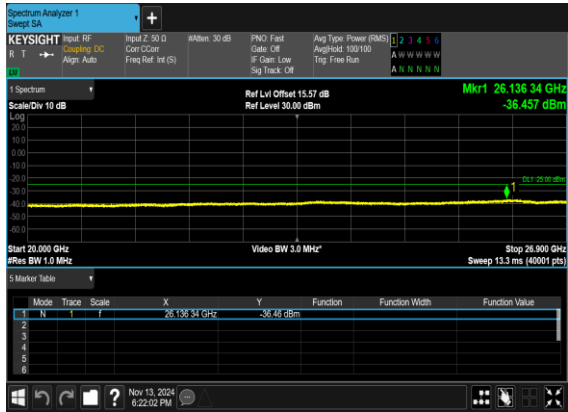 Spectrum Analyzer 1
Swept SA
+
KEYSIGHT Input: RF Input Z: 50 Ω #Atten: 30 dB PNO: Fast Avg Type: Power (RMS) 1 2 3 4 5 6
R T Coupling: DC Corr CCorr Gate: Off Avg|Hold: 100/100 A W W W W W
Align: Auto Freq Ref: Int (S) IF Gain: Low Trig: Free Run
LXI Sig Track: Off A N N N N N
1 Spectrum Ref Lvl Offset 15.57 dB Mkr1 26.136 34 GHz
Scale/Div 10 dB Ref Level 30.00 dBm -36.457 dBm
Log
20.0
10.0
0.00
-10.0
-20.0
DL1 -25.00 dBm
-30.0
1
-40.0
-50.0
-60.0
Start 20.000 GHz Video BW 3.0 MHz* Stop 26.900 GHz
#Res BW 1.0 MHz Sweep 13.3 ms (40001 pts)
5 Marker Table
Mode Trace Scale X Y Function Function Width Function Value
1 N 1 f 26.136 34 GHz -36.46 dBm
2
3
4
5
6
? Nov 13, 2024
6:22:02 PM